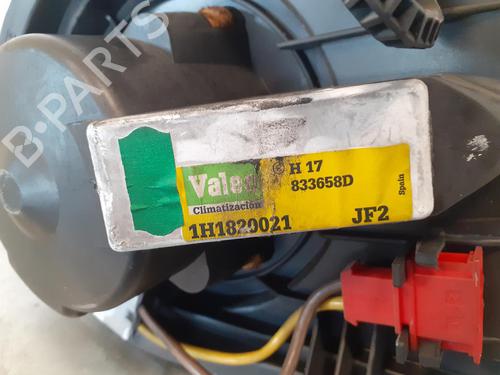 B-PARTS
Valeo
H 17
833658D
Climatización
1H1820021
JF2
Spain